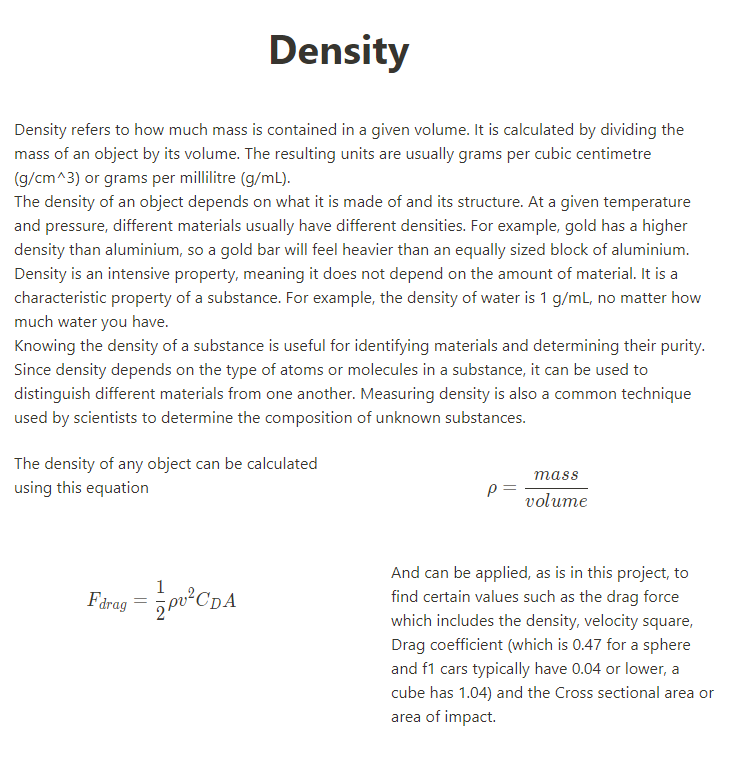 Density
Density refers to how much mass is contained in a given volume. It is calculated by dividing the
mass of an object by its volume. The resulting units are usually grams per cubic centimetre
(g/cm^3) or grams per millilitre (g/mL).
The density of an object depends on what it is made of and its structure. At a given temperature
and pressure, different materials usually have different densities. For example, gold has a higher
density than aluminium, so a gold bar will feel heavier than an equally sized block of aluminium.
Density is an intensive property, meaning it does not depend on the amount of material. It is a
characteristic property of a substance. For example, the density of water is 1 g/mL, no matter how
much water you have.
Knowing the density of a substance is useful for identifying materials and determining their purity.
Since density depends on the type of atoms or molecules in a substance, it can be used to
distinguish different materials from one another. Measuring density is also a common technique
used by scientists to determine the composition of unknown substances.
The density of any object can be calculated
using this equation
ρ = mass / volume
F_drag = 1/2 ρv²C_D A
And can be applied, as is in this project, to
find certain values such as the drag force
which includes the density, velocity square,
Drag coefficient (which is 0.47 for a sphere
and f1 cars typically have 0.04 or lower, a
cube has 1.04) and the Cross sectional area or
area of impact.